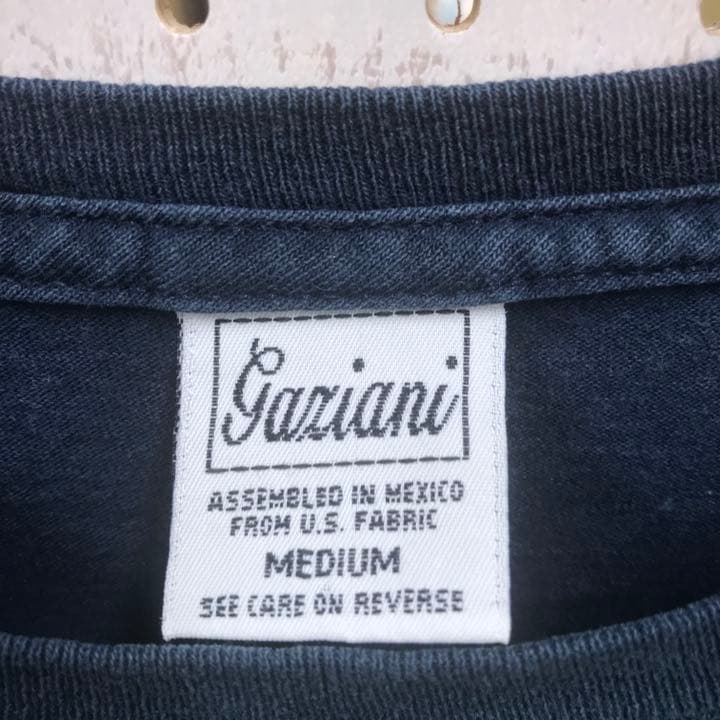 Gaziani
ASSEMBLED IN MEXICO
FROM U.S. FABRIC
MEDIUM
SEE CARE ON REVERSE